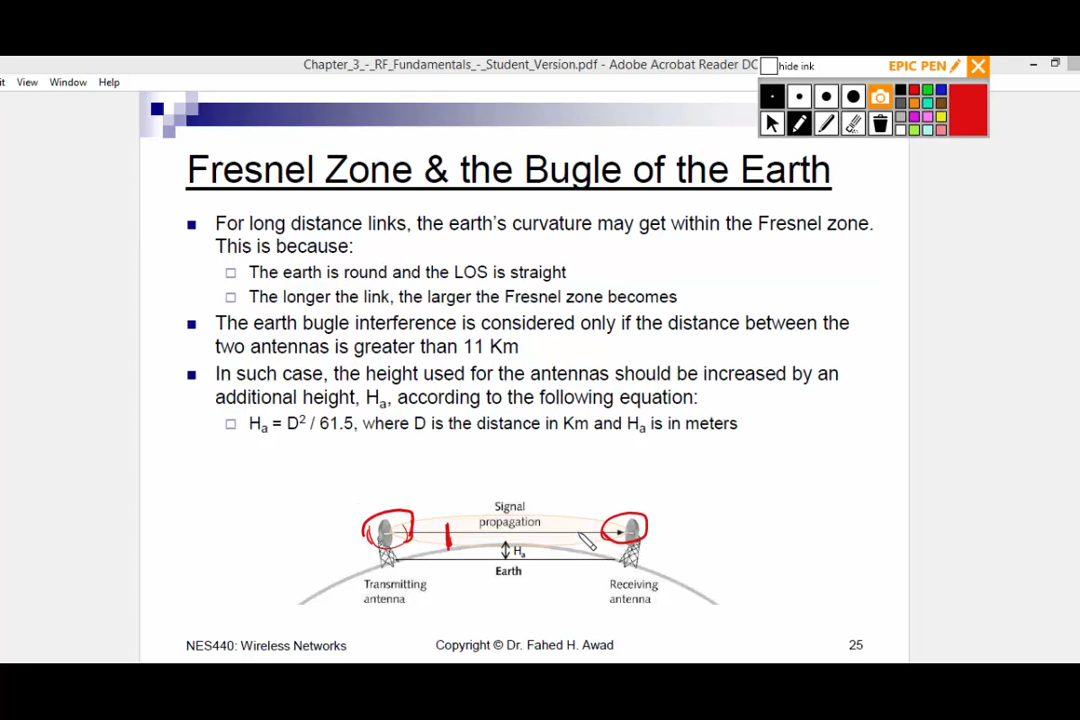 Chapter_3_-_RF_Fundamentals_-_Student_Version.pdf - Adobe Acrobat Reader DC
hide ink
EPIC PEN
it View Window Help
Fresnel Zone & the Bugle of the Earth
For long distance links, the earth's curvature may get within the Fresnel zone.
This is because:
The earth is round and the LOS is straight
The longer the link, the larger the Fresnel zone becomes
The earth bugle interference is considered only if the distance between the
two antennas is greater than 11 Km
In such case, the height used for the antennas should be increased by an
additional height, Ha, according to the following equation:
Ha = D2 / 61.5, where D is the distance in Km and Ha is in meters
Signal
propagation
Ha
Earth
Transmitting
antenna
Receiving
antenna
NES440: Wireless Networks
Copyright © Dr. Fahed H. Awad
25